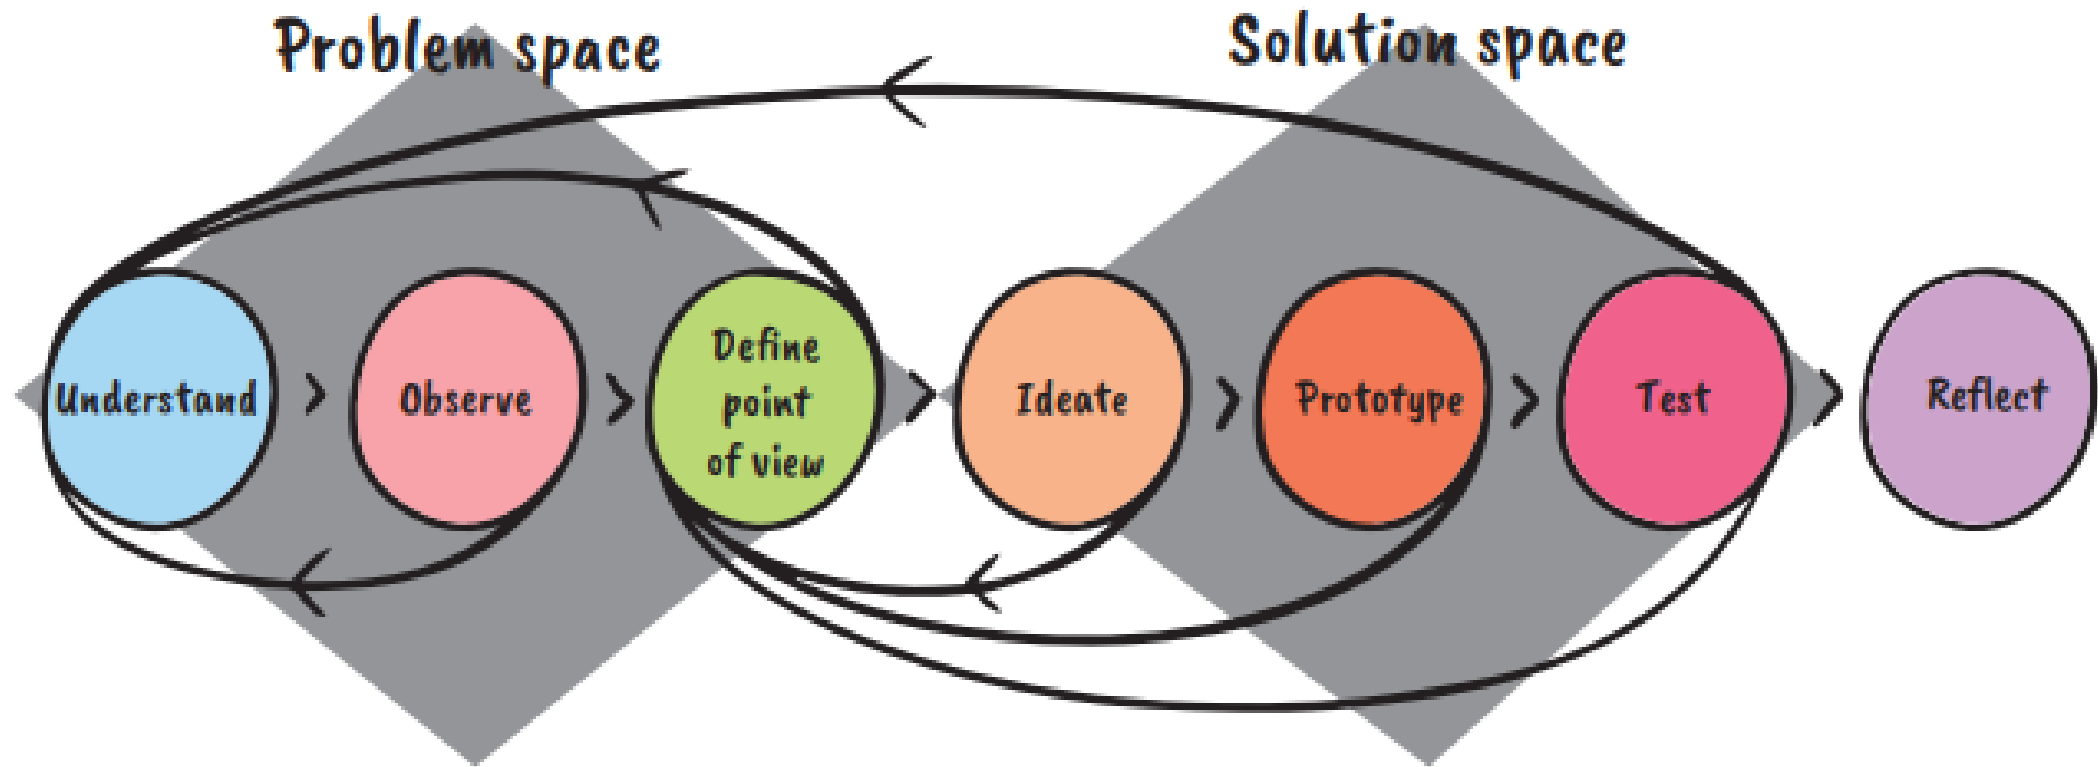 Problem space
Solution space
Understand
Observe
Define
point
of view
Ideate
Prototype
Test
Reflect